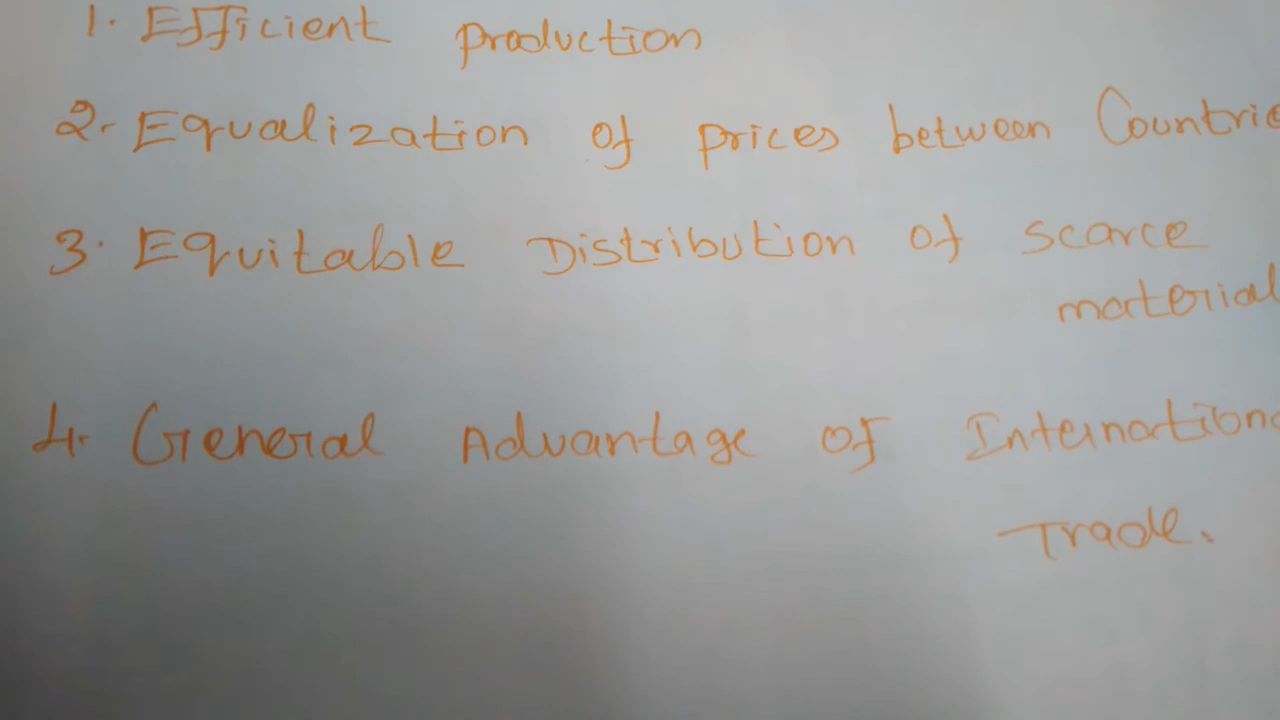 1. Efficient production
2. Equalization of prices between Countrie
3. Equitable Distribution of scarce
material
4. General Advantage of Internationa
Trade.